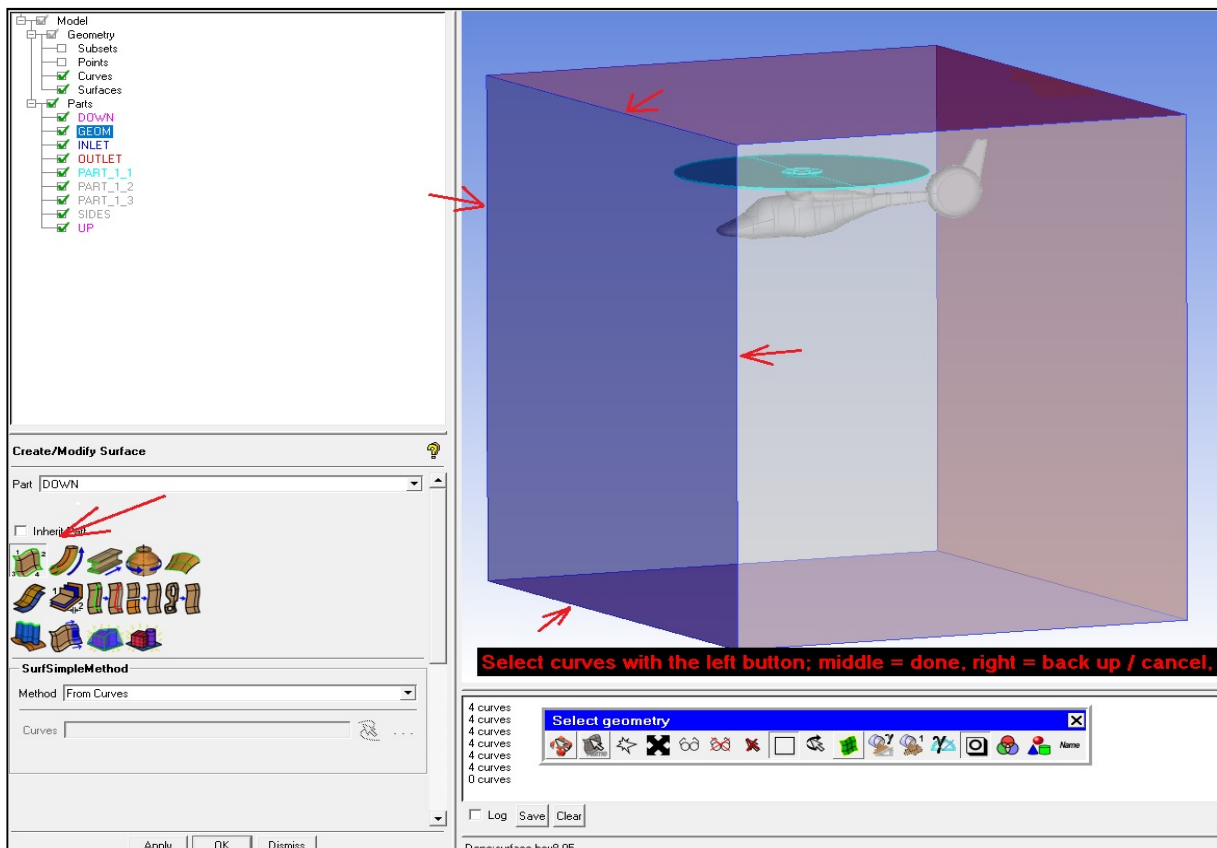 Model
Geometry
Subsets
Points
Curves
Surfaces
Parts
DOWN
GEOM
INLET
OUTLET
PART_1_1
PART_1_2
PART_1_3
SIDES
UP
Create/Modify Surface
Part DOWN
Inherit Part
SurfSimpleMethod
Method From Curves
Curves
...
Apply OK Dismiss
Select curves with the left button; middle = done, right = back up / cancel,
4 curves
4 curves
4 curves
4 curves
4 curves
4 curves
0 curves
Select geometry
Name
Log Save Clear